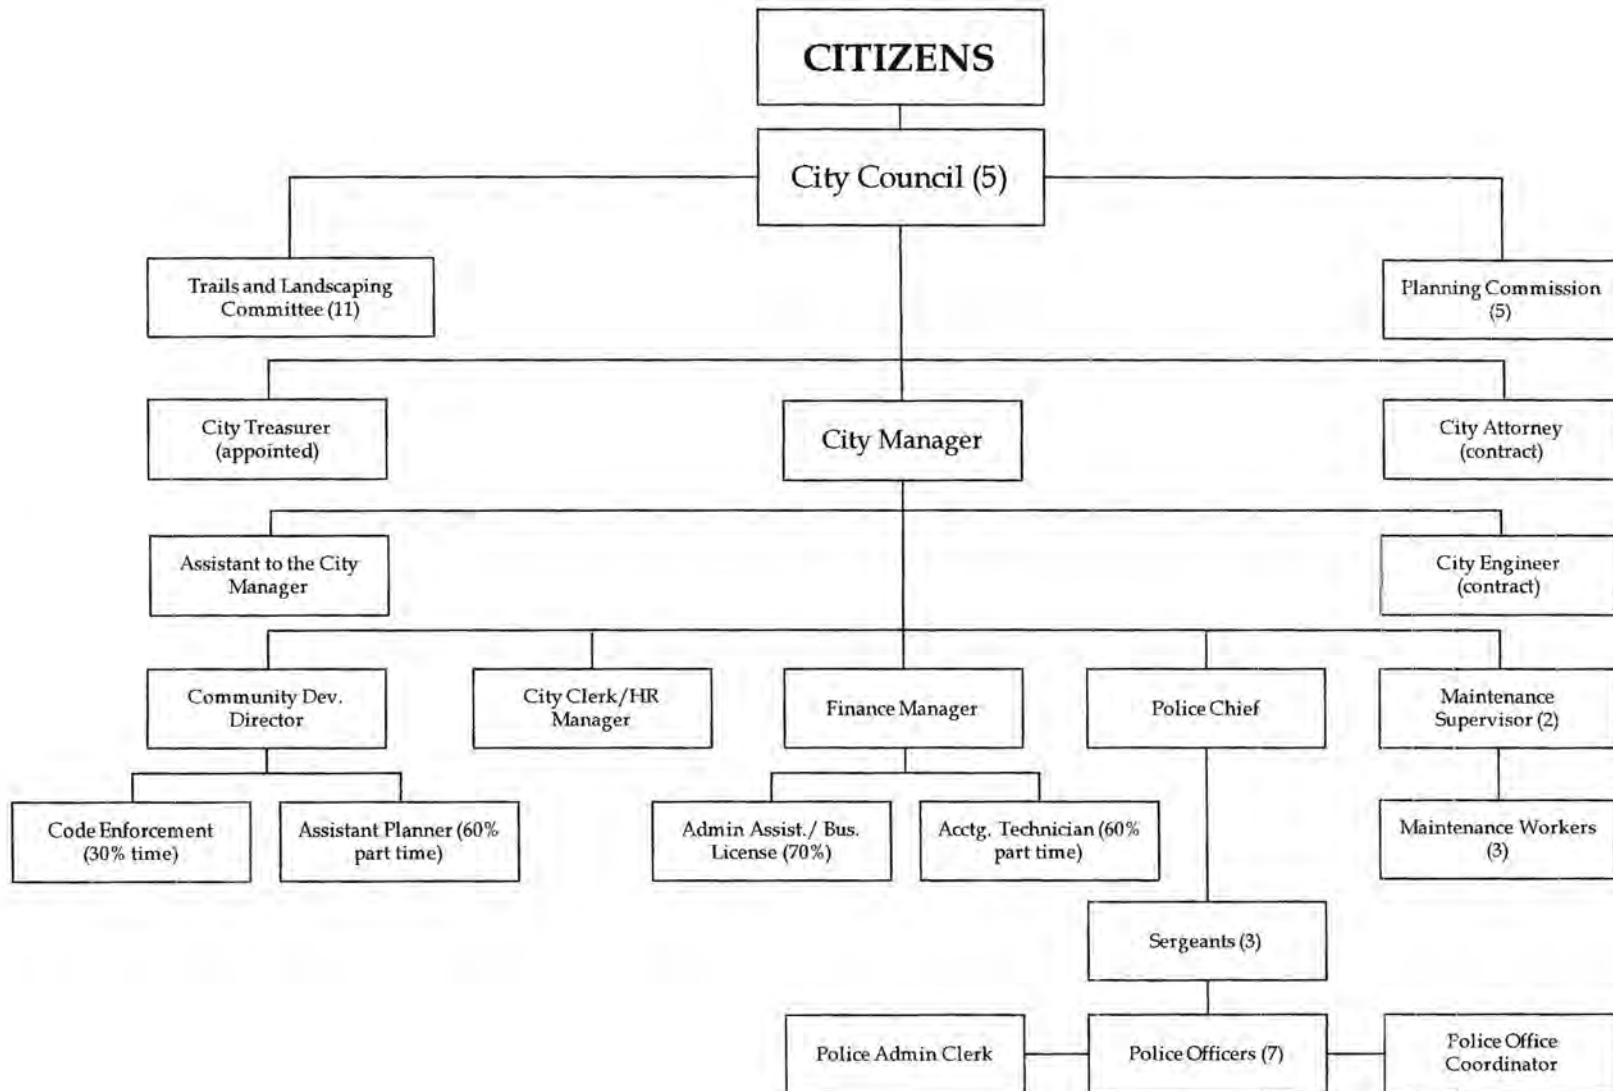 CITIZENS
City Council (5)
Trails and Landscaping
Committee (11)
Planning Commission
(5)
City Treasurer
(appointed)
City Manager
City Attorney
(contract)
Assistant to the City
Manager
City Engineer
(contract)
Community Dev.
Director
City Clerk/HR
Manager
Finance Manager
Police Chief
Maintenance
Supervisor (2)
Code Enforcement
(30% time)
Assistant Planner (60%
part time)
Admin Assist./ Bus.
License (70%)
Acctg. Technician (60%
part time)
Maintenance Workers
(3)
Sergeants (3)
Police Admin Clerk
Police Officers (7)
Police Office
Coordinator